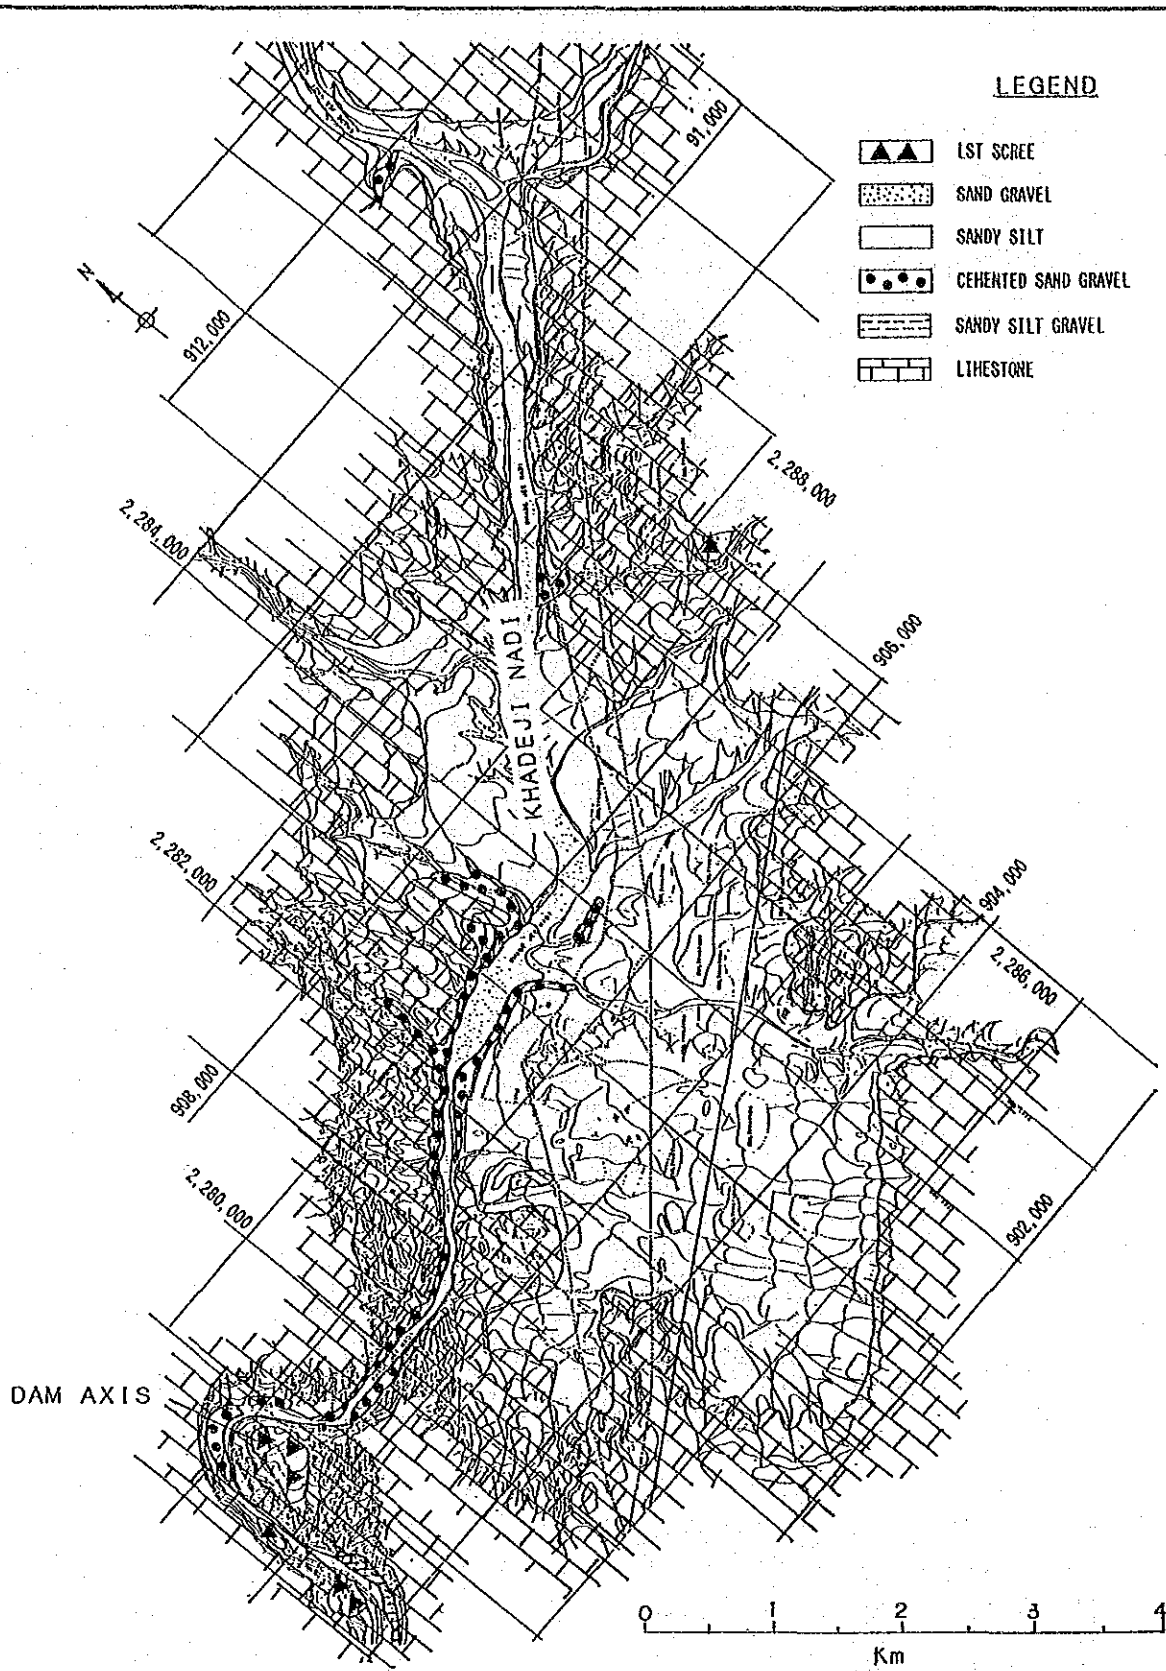 LEGEND
LST SCREE
SAND GRAVEL
SANDY SILT
CEHENTED SAND GRAVEL
SANDY SILT GRAVEL
LIHESTONE
91,000
N
912,000
2,288,000
2,284,000
906,000
KHADEJI NADI
2,282,000
904,000
2,286,000
908,000
2,280,000
902,000
DAM AXIS
0 1 2 3 4
Km